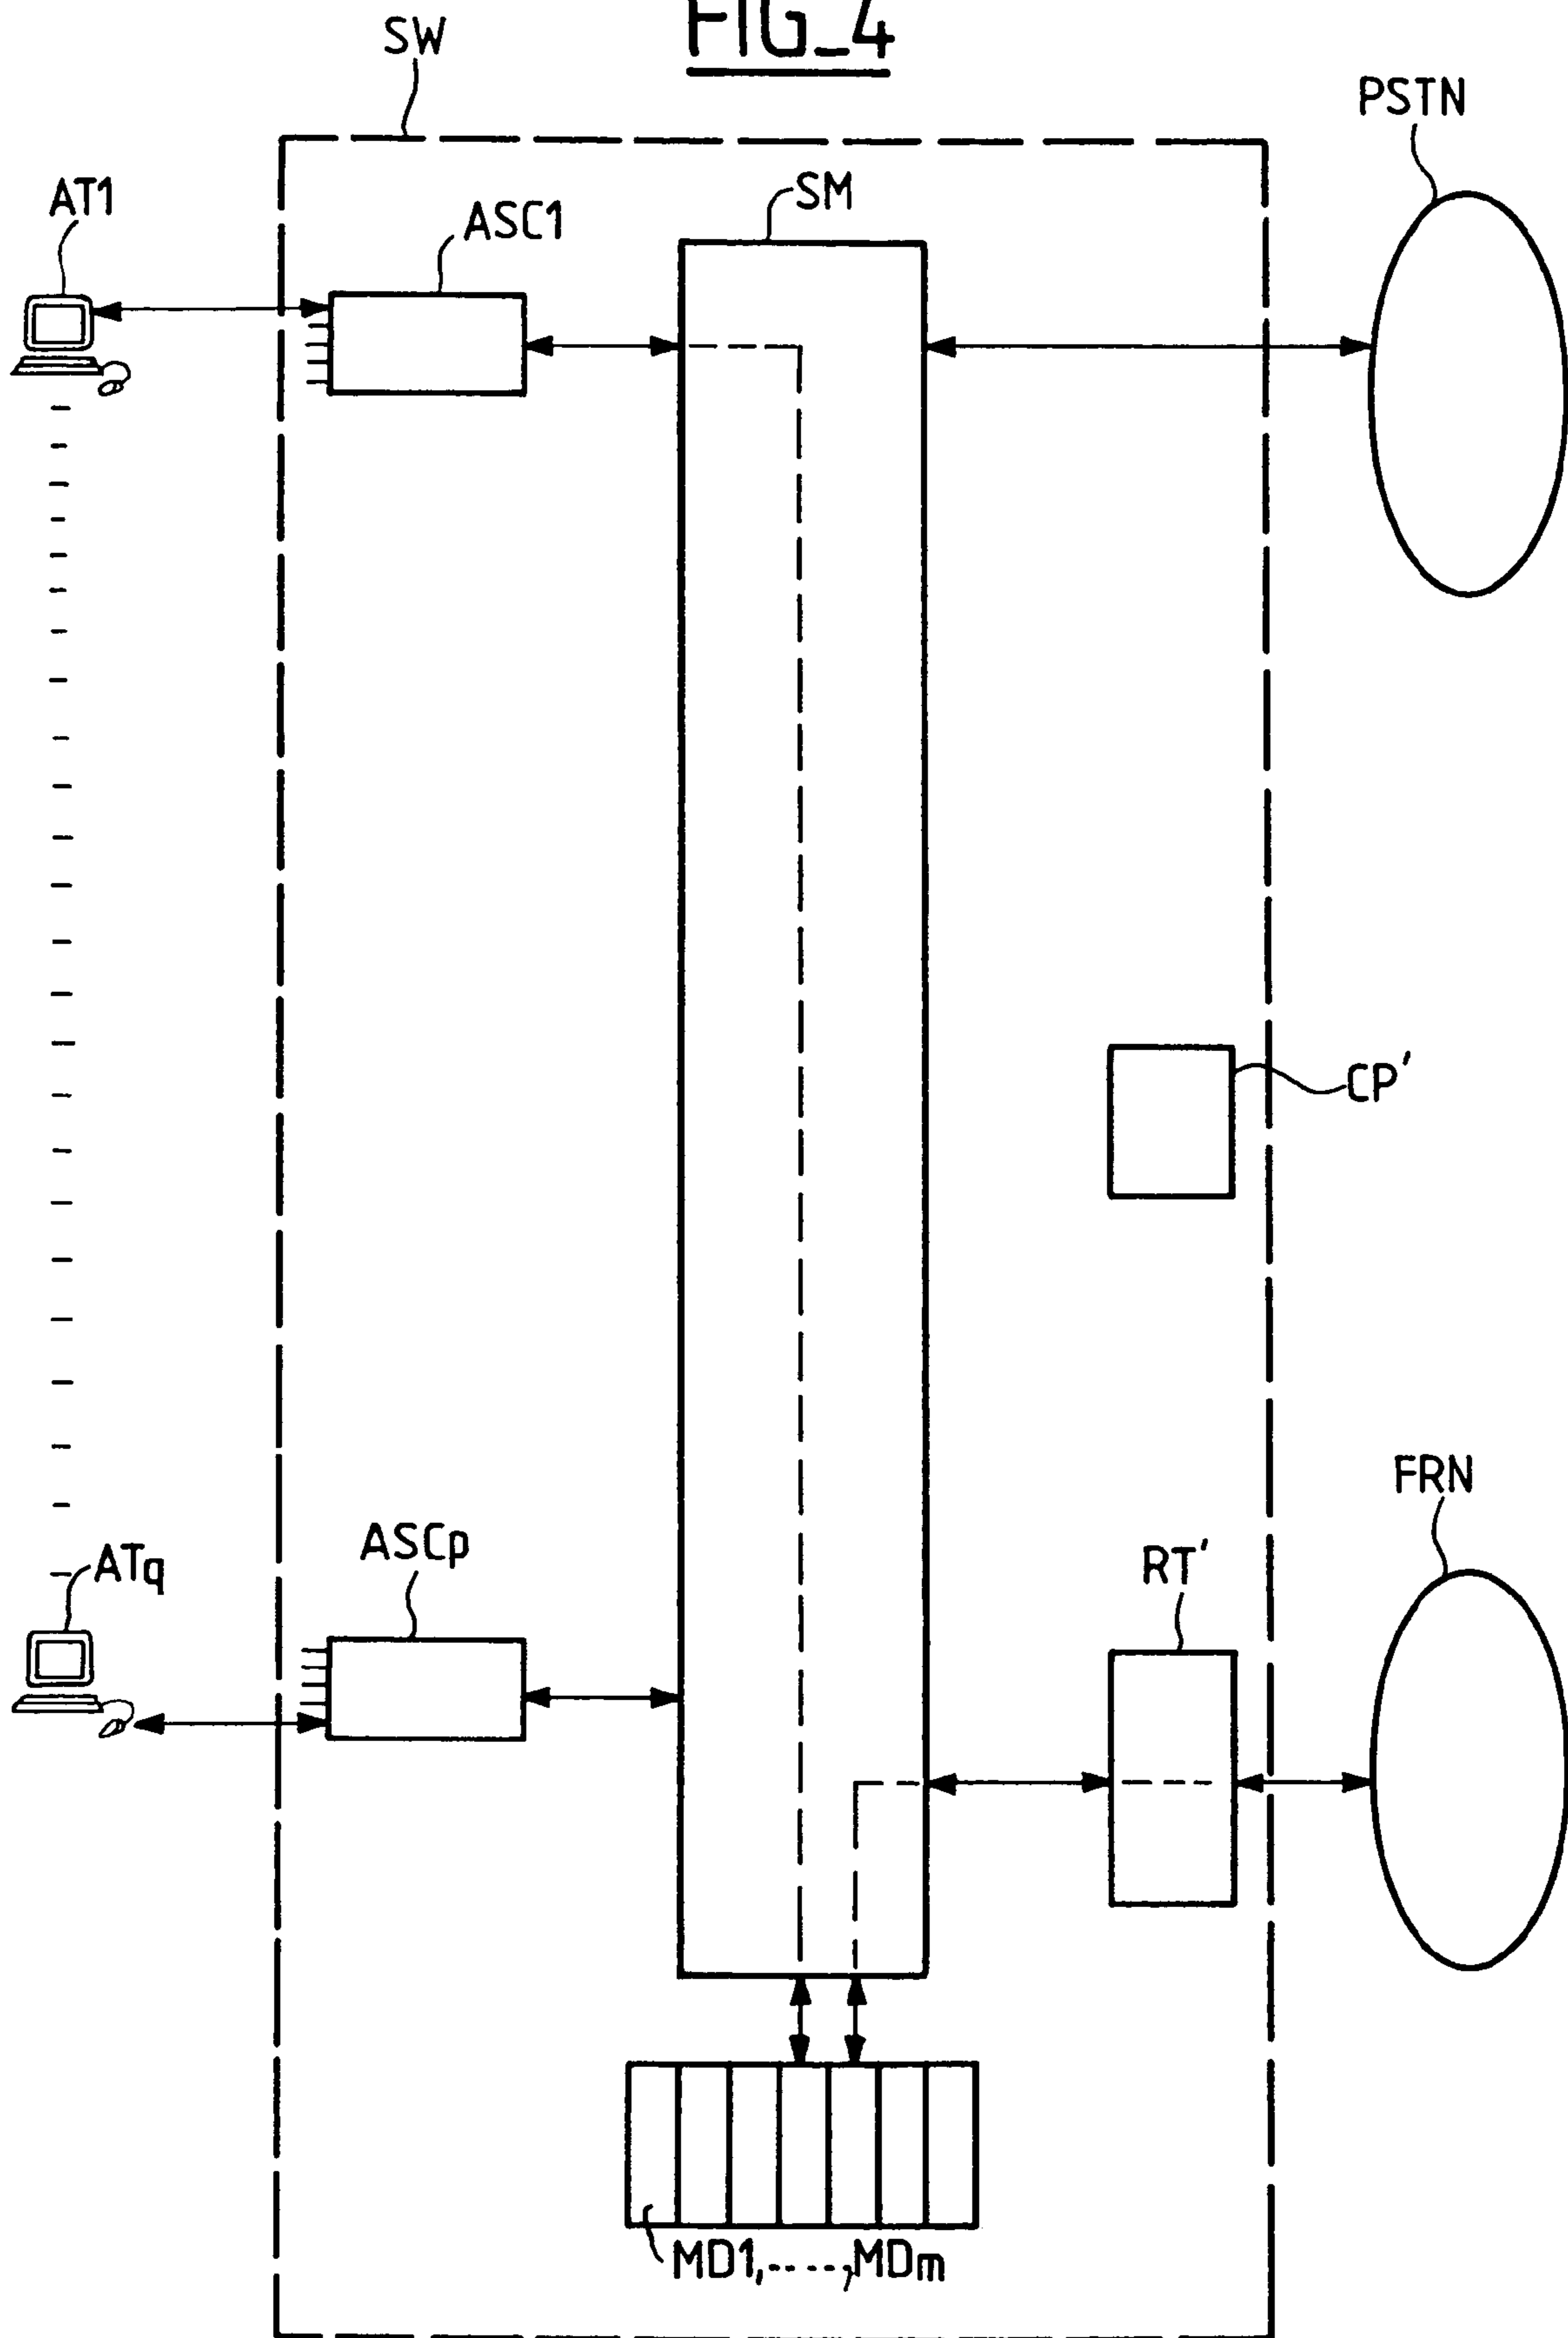 FIG_4
SW
PSTN
AT1
ASC1
SM
CP'
FRN
ATq
ASCp
RT'
MD1,-----,MDm